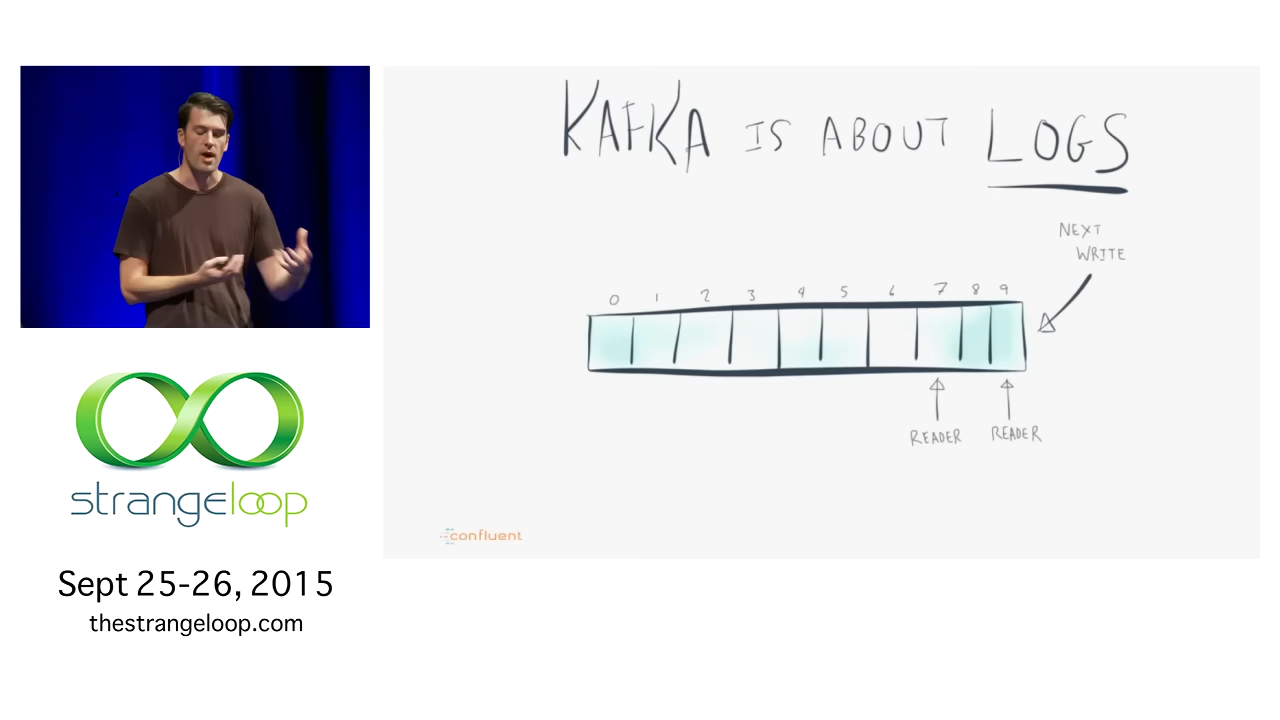 KAFKA IS ABOUT LOGS
NEXT
WRITE
0 1 2 3 4 5 6 7 8 9
READER READER
confluent
strangeloop
Sept 25-26, 2015
thestrangeloop.com